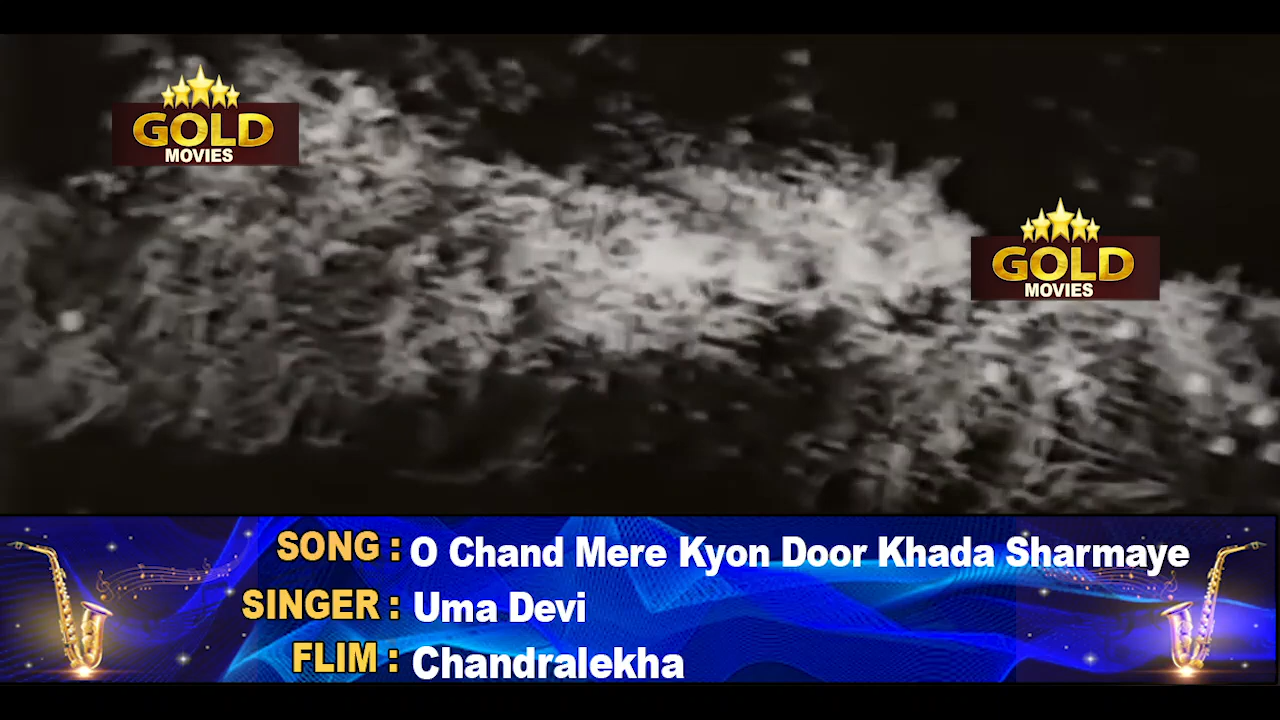 GOLD
MOVIES
GOLD
MOVIES
SONG : O Chand Mere Kyon Door Khada Sharmaye
SINGER : Uma Devi
FLIM : Chandralekha